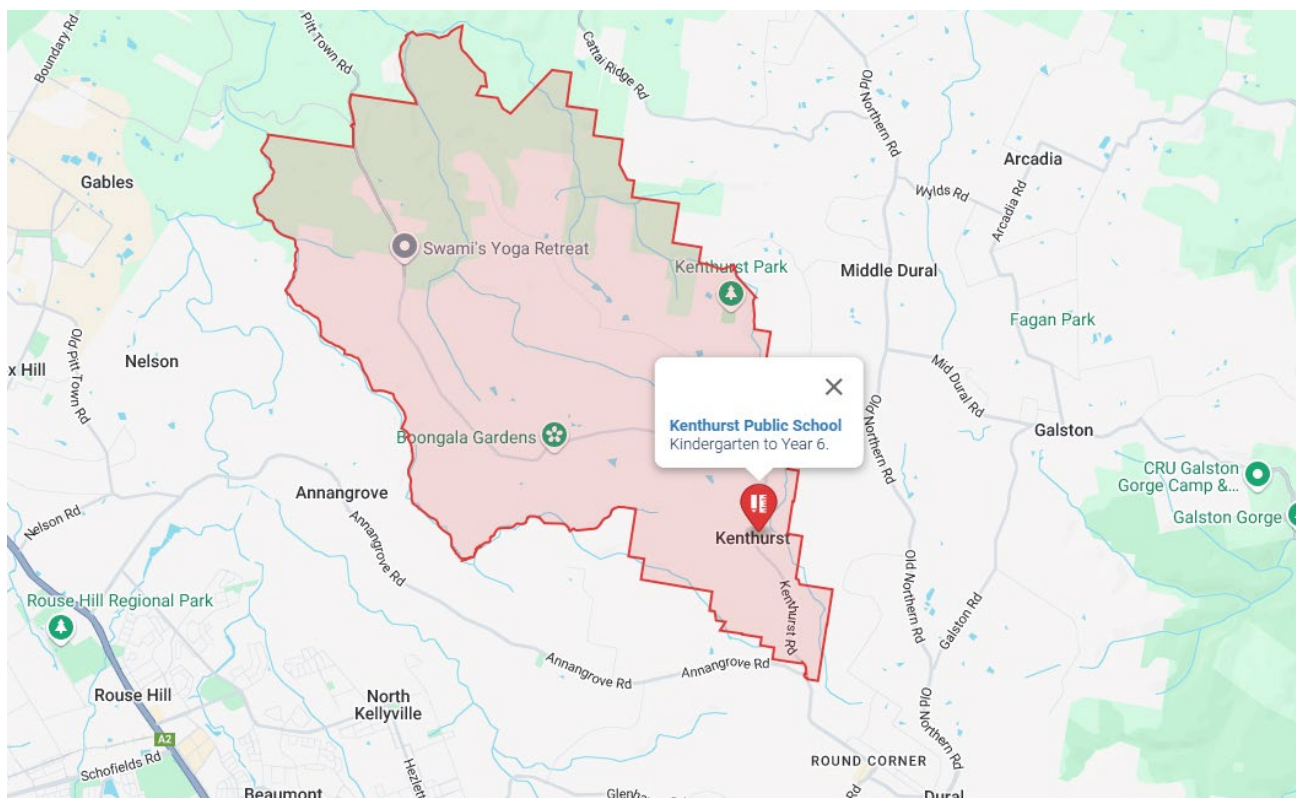 Boundary Rd
Pitt Town Rd
Cattai Ridge Rd
Old Northern Rd
Arcadia
Gables
Wylds Rd
Arcadia Rd
Swami's Yoga Retreat
Kenthurst Park
Middle Dural
Fagan Park
Old Pitt Town Rd
Nelson
x Hill
Mid Dural Rd
Old Northern Rd
Kenthurst Public School
Kindergarten to Year 6.
Boongala Gardens
Galston
CRU Galston
Gorge Camp &...
Galston Gorge
Annangrove
Nelson Rd
Annangrove Rd
Kenthurst
Old Northern Rd
Kenthurst Rd
Galston Rd
Rouse Hill Regional Park
Annangrove Rd
Annangrove Rd
Rouse Hill
North
Kellyville
Old Northern Rd
A2
Schofields Rd
ROUND CORNER
Beaumont
Dural